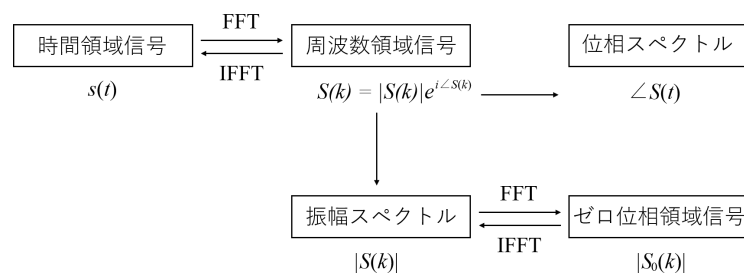 時間領域信号
FFT
IFFT
周波数領域信号
位相スペクトル
s(t)
S(k) = |S(k)|e^{i∠S(k)}
∠S(t)
振幅スペクトル
FFT
IFFT
ゼロ位相領域信号
|S(k)|
|S₀(k)|